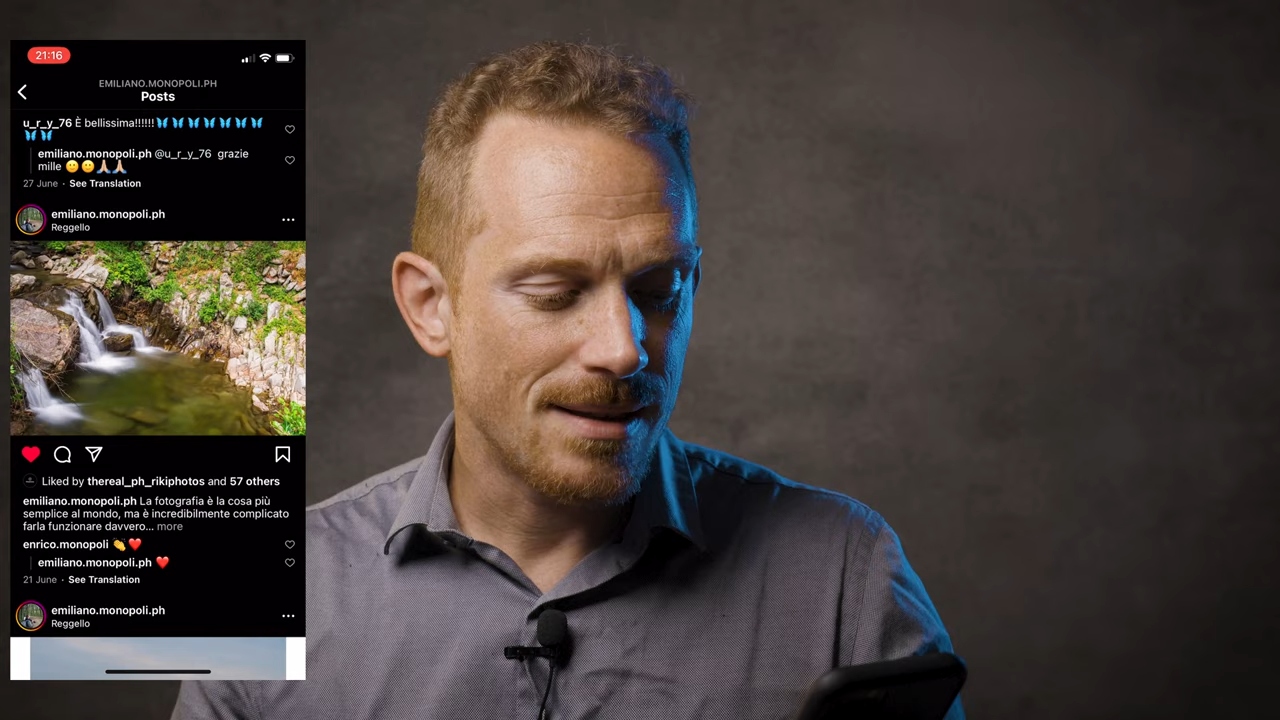 21:16
EMILIANO.MONOPOLI.PH
Posts
u_r_y_76 È bellissima!!!!!!🦋🦋🦋🦋🦋🦋🦋
🦋🦋
emiliano.monopoli.ph @u_r_y_76 grazie
mille 🙂🙂🙏🏻🙏🏻
27 June · See Translation
emiliano.monopoli.ph
Reggello
Liked by thereal_ph_rikiphotos and 57 others
emiliano.monopoli.ph La fotografia è la cosa più
semplice al mondo, ma è incredibilmente complicato
farla funzionare davvero... more
enrico.monopoli 👏❤️
emiliano.monopoli.ph ❤️
21 June · See Translation
emiliano.monopoli.ph
Reggello